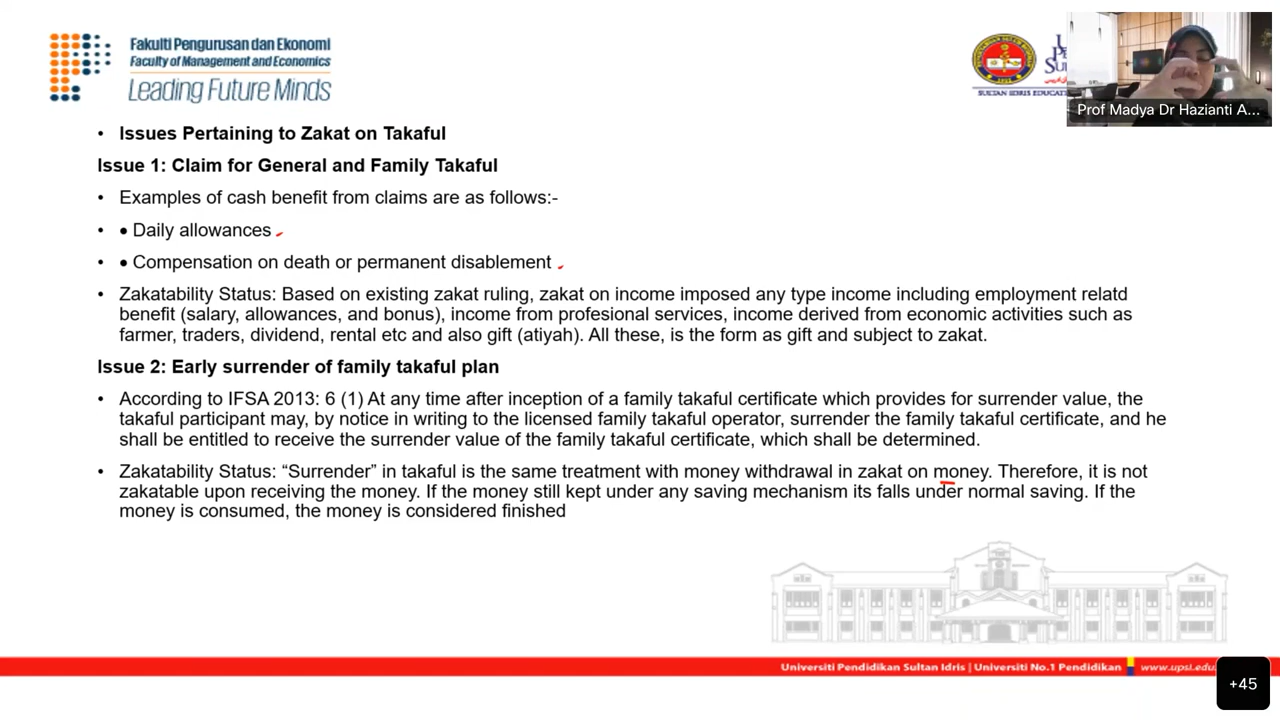 Fakulti Pengurusan dan Ekonomi
Faculty of Management and Economics
Leading Future Minds
SULTAN IDRIS EDUCA
Prof Madya Dr Hazianti A...
• Issues Pertaining to Zakat on Takaful
Issue 1: Claim for General and Family Takaful
• Examples of cash benefit from claims are as follows:-
• • Daily allowances
• • Compensation on death or permanent disablement
• Zakatability Status: Based on existing zakat ruling, zakat on income imposed any type income including employment relatd
benefit (salary, allowances, and bonus), income from profesional services, income derived from economic activities such as
farmer, traders, dividend, rental etc and also gift (atiyah). All these, is the form as gift and subject to zakat.
Issue 2: Early surrender of family takaful plan
• According to IFSA 2013: 6 (1) At any time after inception of a family takaful certificate which provides for surrender value, the
takaful participant may, by notice in writing to the licensed family takaful operator, surrender the family takaful certificate, and he
shall be entitled to receive the surrender value of the family takaful certificate, which shall be determined.
• Zakatability Status: “Surrender” in takaful is the same treatment with money withdrawal in zakat on money. Therefore, it is not
zakatable upon receiving the money. If the money still kept under any saving mechanism its falls under normal saving. If the
money is consumed, the money is considered finished
Universiti Pendidikan Sultan Idris | Universiti No.1 Pendidikan www.upsi.edu.
+45